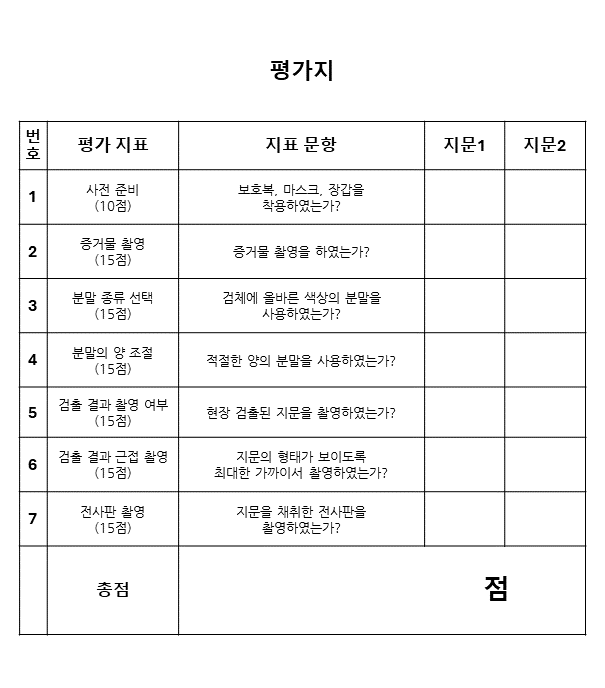 평가지
번호 평가 지표 지표 문항 지문1 지문2
1 사전 준비 (10점) 보호복, 마스크, 장갑을 착용하였는가?
2 증거물 촬영 (15점) 증거물 촬영을 하였는가?
3 분말 종류 선택 (15점) 검체에 올바른 색상의 분말을 사용하였는가?
4 분말의 양 조절 (15점) 적절한 양의 분말을 사용하였는가?
5 검출 결과 촬영 여부 (15점) 현장 검출된 지문을 촬영하였는가?
6 검출 결과 근접 촬영 (15점) 지문의 형태가 보이도록 최대한 가까이서 촬영하였는가?
7 전사판 촬영 (15점) 지문을 채취한 전사판을 촬영하였는가?
총점 점